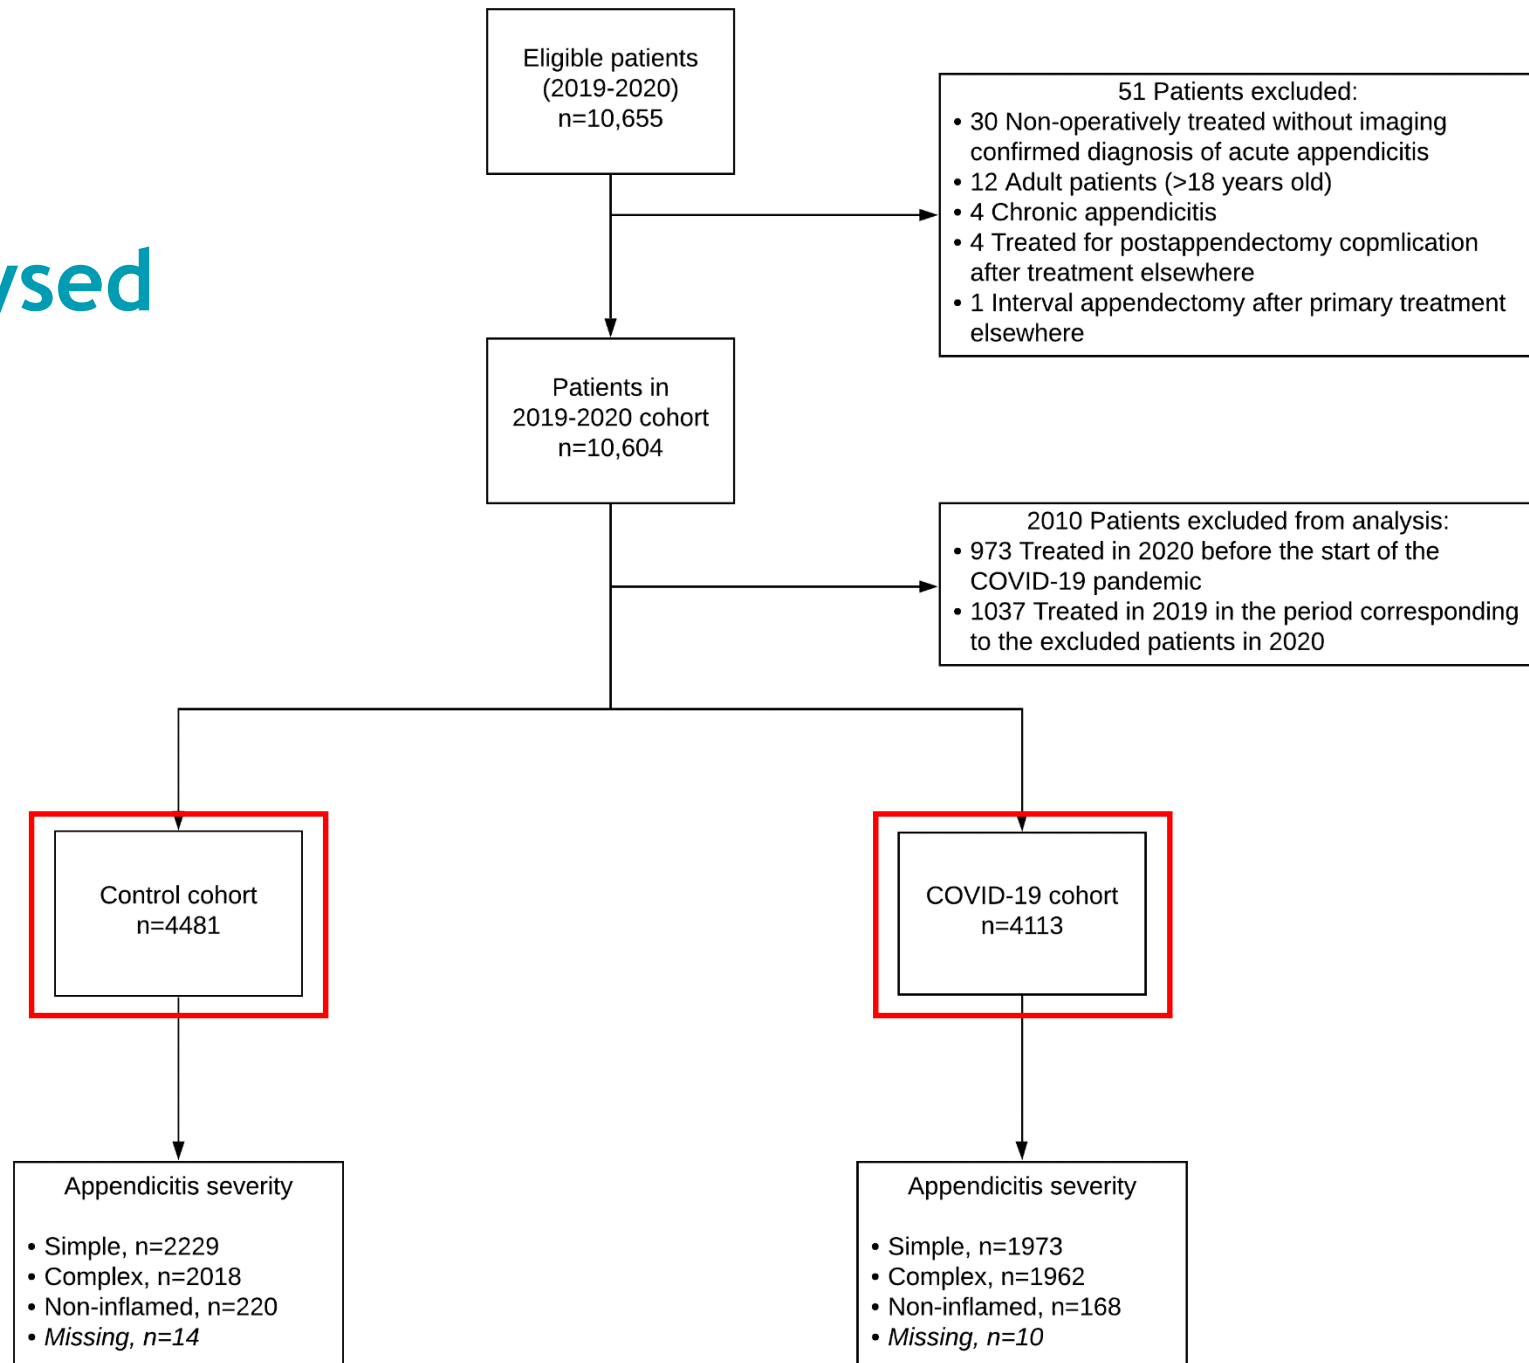 Eligible patients
(2019-2020)
n=10,655
51 Patients excluded:
• 30 Non-operatively treated without imaging
confirmed diagnosis of acute appendicitis
• 12 Adult patients (>18 years old)
• 4 Chronic appendicitis
• 4 Treated for postappendectomy copmlication
after treatment elsewhere
• 1 Interval appendectomy after primary treatment
elsewhere
ysed
Patients in
2019-2020 cohort
n=10,604
2010 Patients excluded from analysis:
• 973 Treated in 2020 before the start of the
COVID-19 pandemic
• 1037 Treated in 2019 in the period corresponding
to the excluded patients in 2020
Control cohort
n=4481
COVID-19 cohort
n=4113
Appendicitis severity
• Simple, n=2229
• Complex, n=2018
• Non-inflamed, n=220
• Missing, n=14
Appendicitis severity
• Simple, n=1973
• Complex, n=1962
• Non-inflamed, n=168
• Missing, n=10